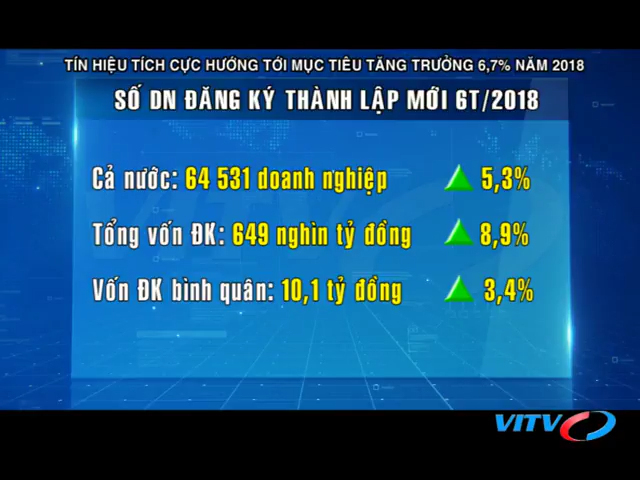 TÍN HIỆU TÍCH CỰC HƯỚNG TỚI MỤC TIÊU TĂNG TRƯỞNG 6,7% NĂM 2018
SỐ DN ĐĂNG KÝ THÀNH LẬP MỚI 6T/2018
Cả nước: 64 531 doanh nghiệp 5,3%
Tổng vốn ĐK: 649 nghìn tỷ đồng 8,9%
Vốn ĐK bình quân: 10,1 tỷ đồng 3,4%
VITV